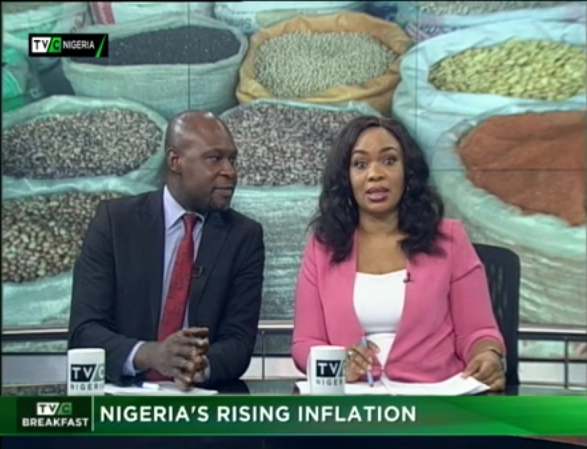 TVC NIGERIA
TVC NIGERIA
TVC NIGERIA
TVC BREAKFAST
NIGERIA'S RISING INFLATION